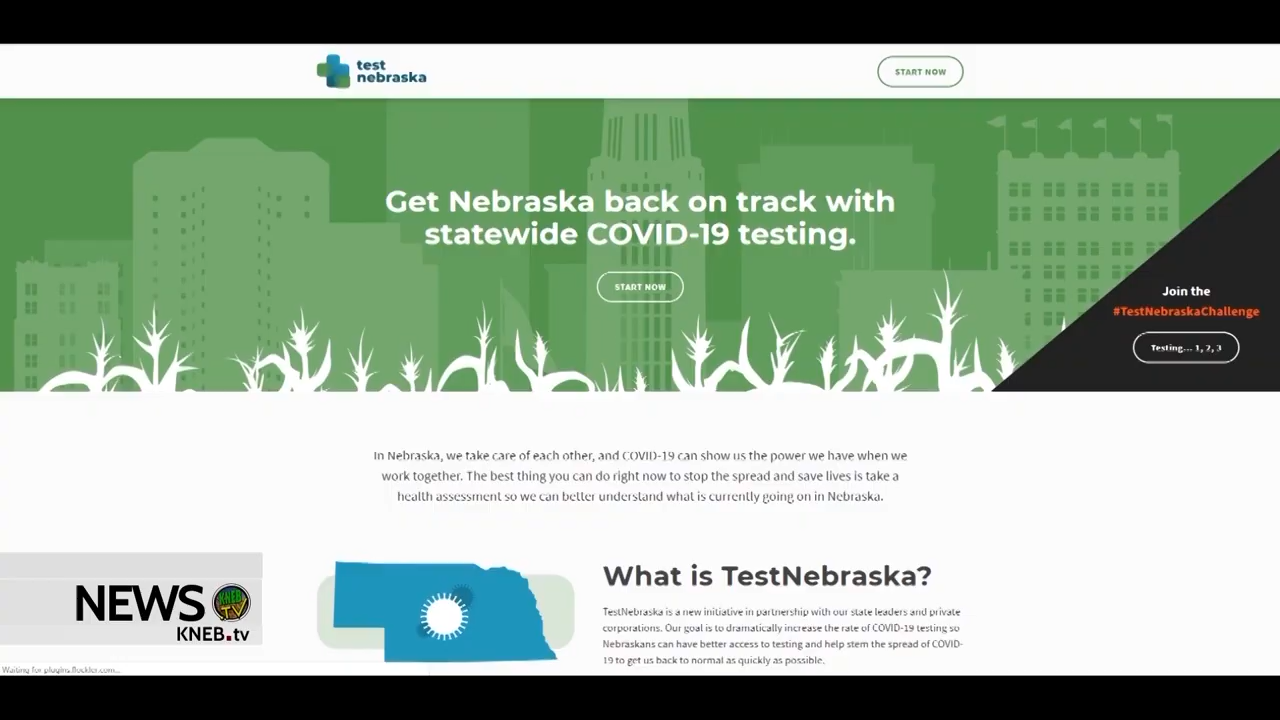 test
nebraska
START NOW
Get Nebraska back on track with
statewide COVID-19 testing.
START NOW
Join the
#TestNebraskaChallenge
Testing... 1, 2, 3
In Nebraska, we take care of each other, and COVID-19 can show us the power we have when we
work together. The best thing you can do right now to stop the spread and save lives is take a
health assessment so we can better understand what is currently going on in Nebraska.
What is TestNebraska?
TestNebraska is a new initiative in partnership with our state leaders and private
corporations. Our goal is to dramatically increase the rate of COVID-19 testing so
Nebraskans can have better access to testing and help stem the spread of COVID-
19 to get us back to normal as quickly as possible.
NEWS
KNEB
TV
KNEB.tv
Waiting for plugins.flockler.com...